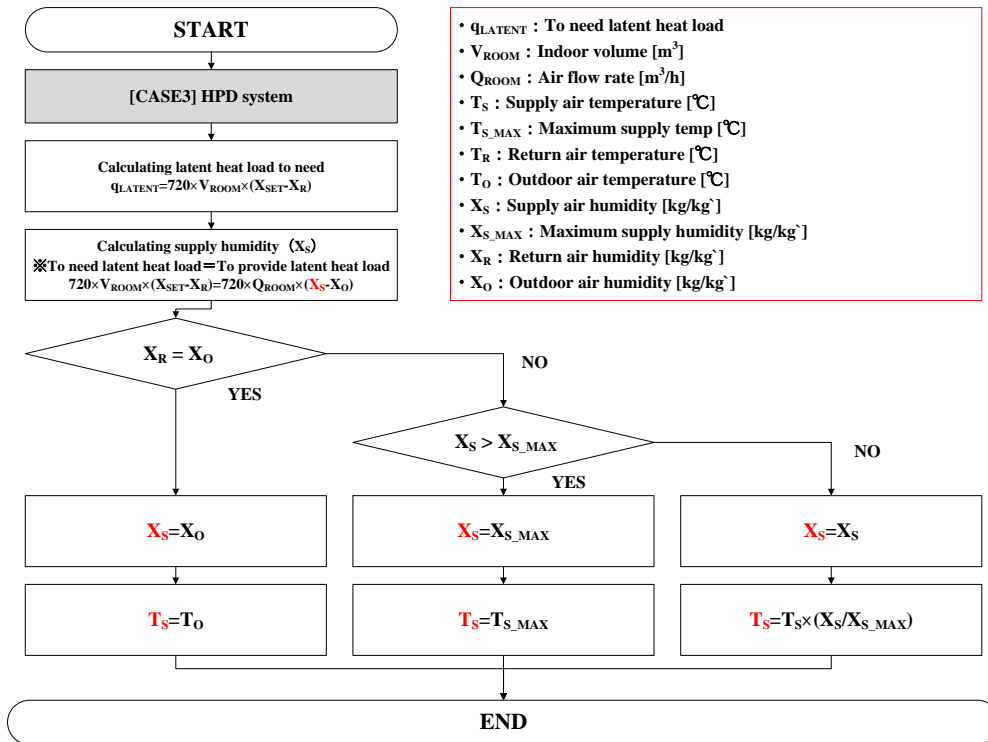 START
[CASE3] HPD system
Calculating latent heat load to need
qLATENT=720×VROOM×(XSET-XR)
Calculating supply humidity（XS）
※To need latent heat load＝To provide latent heat load
720×VROOM×(XSET-XR)=720×QROOM×(XS-XO)
XR = XO
NO
YES
XS > XS_MAX
NO
YES
XS=XO
XS=XS_MAX
XS=XS
TS=TO
TS=TS_MAX
TS=TS×(XS/XS_MAX)
END
・qLATENT：To need latent heat load
・VROOM：Indoor volume [m³]
・QROOM：Air flow rate [m³/h]
・TS：Supply air temperature [℃]
・TS_MAX：Maximum supply temp [℃]
・TR：Return air temperature [℃]
・TO：Outdoor air temperature [℃]
・XS：Supply air humidity [kg/kg`]
・XS_MAX：Maximum supply humidity [kg/kg`]
・XR：Return air humidity [kg/kg`]
・XO：Outdoor air humidity [kg/kg`]